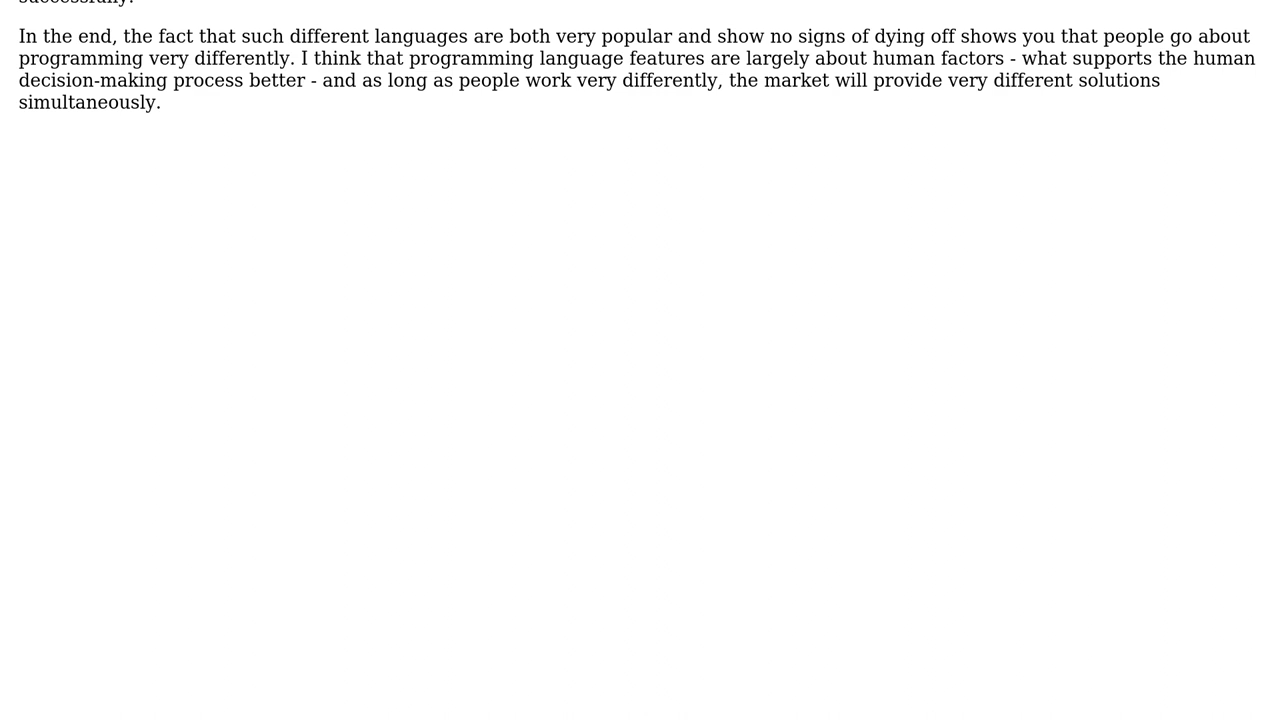 successfully.
In the end, the fact that such different languages are both very popular and show no signs of dying off shows you that people go about
programming very differently. I think that programming language features are largely about human factors - what supports the human
decision-making process better - and as long as people work very differently, the market will provide very different solutions
simultaneously.